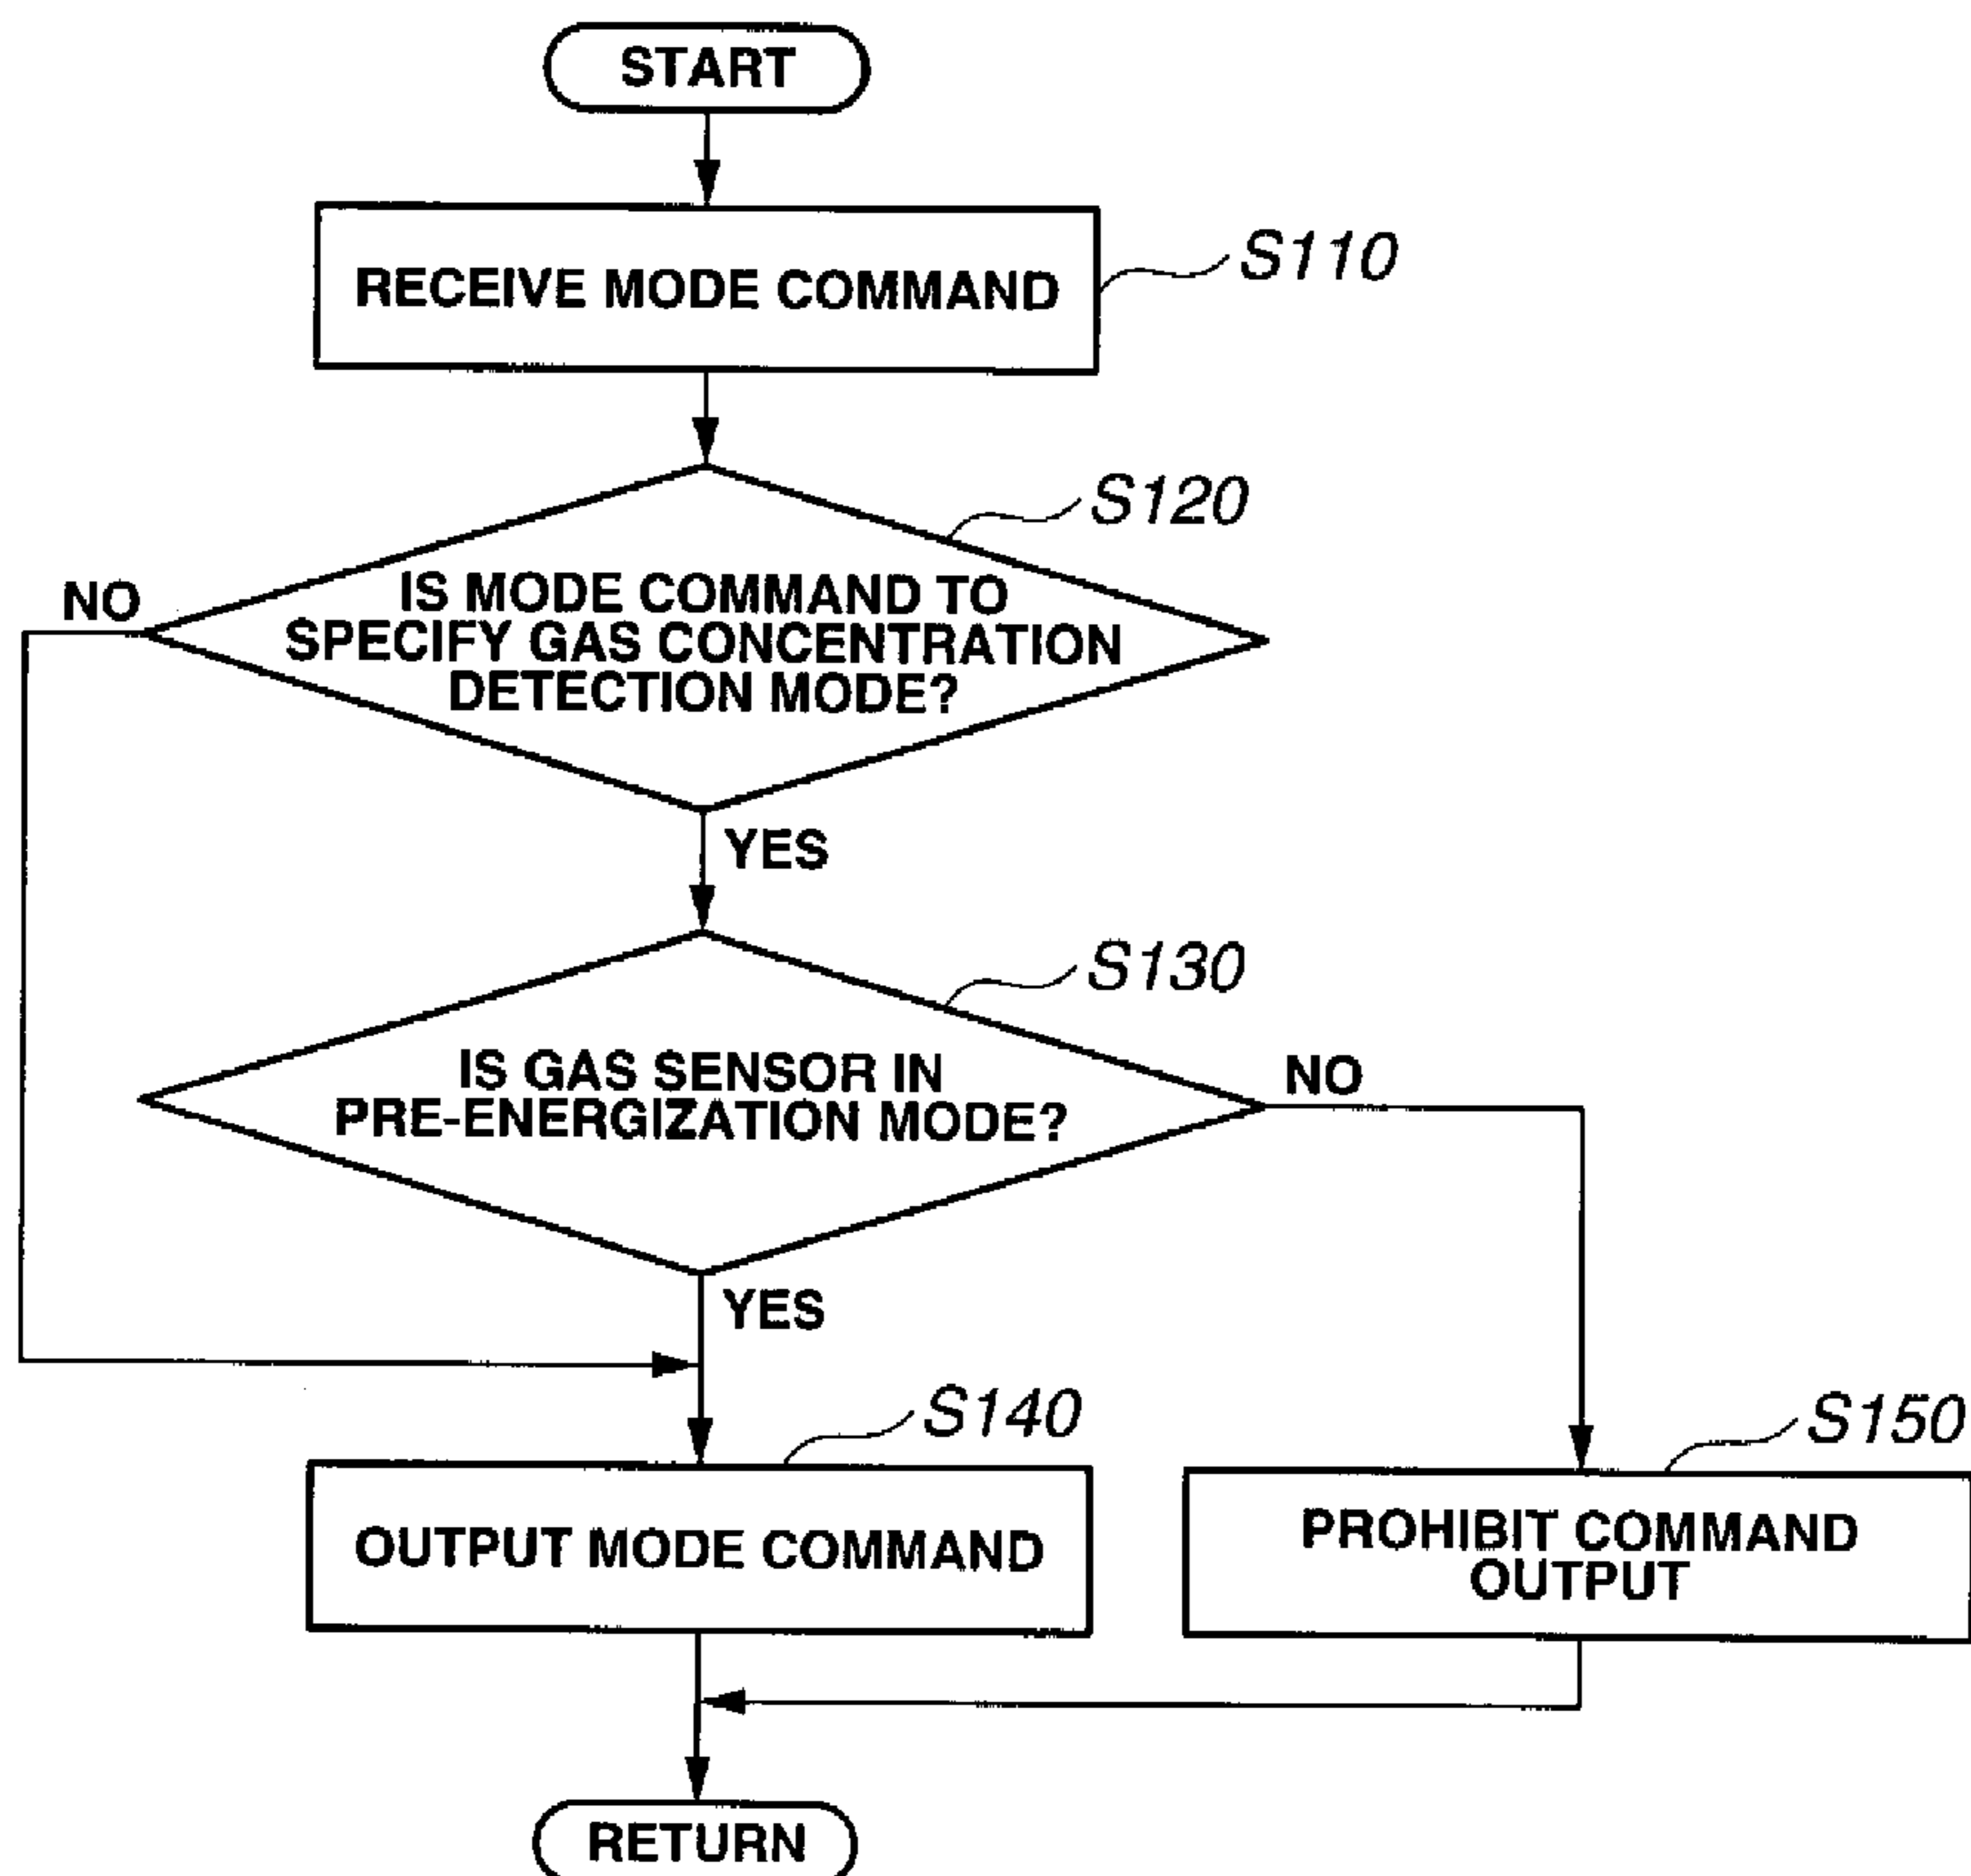 START
RECEIVE MODE COMMAND
S110
S120
NO
IS MODE COMMAND TO
SPECIFY GAS CONCENTRATION
DETECTION MODE?
YES
S130
IS GAS SENSOR IN
PRE-ENERGIZATION MODE?
NO
YES
S140
S150
OUTPUT MODE COMMAND
PROHIBIT COMMAND
OUTPUT
RETURN